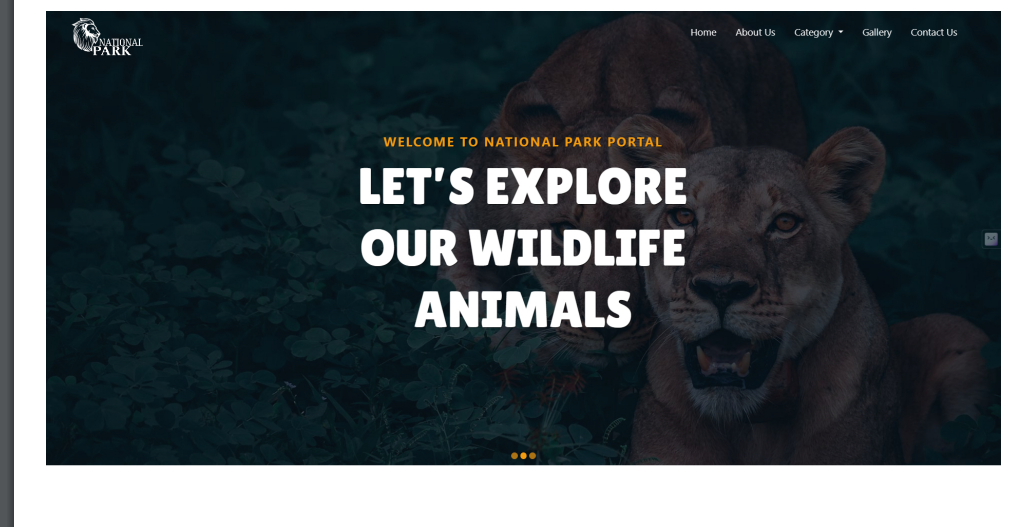 NATIONAL
PARK
Home About Us Category Gallery Contact Us
WELCOME TO NATIONAL PARK PORTAL
LET'S EXPLORE
OUR WILDLIFE
ANIMALS